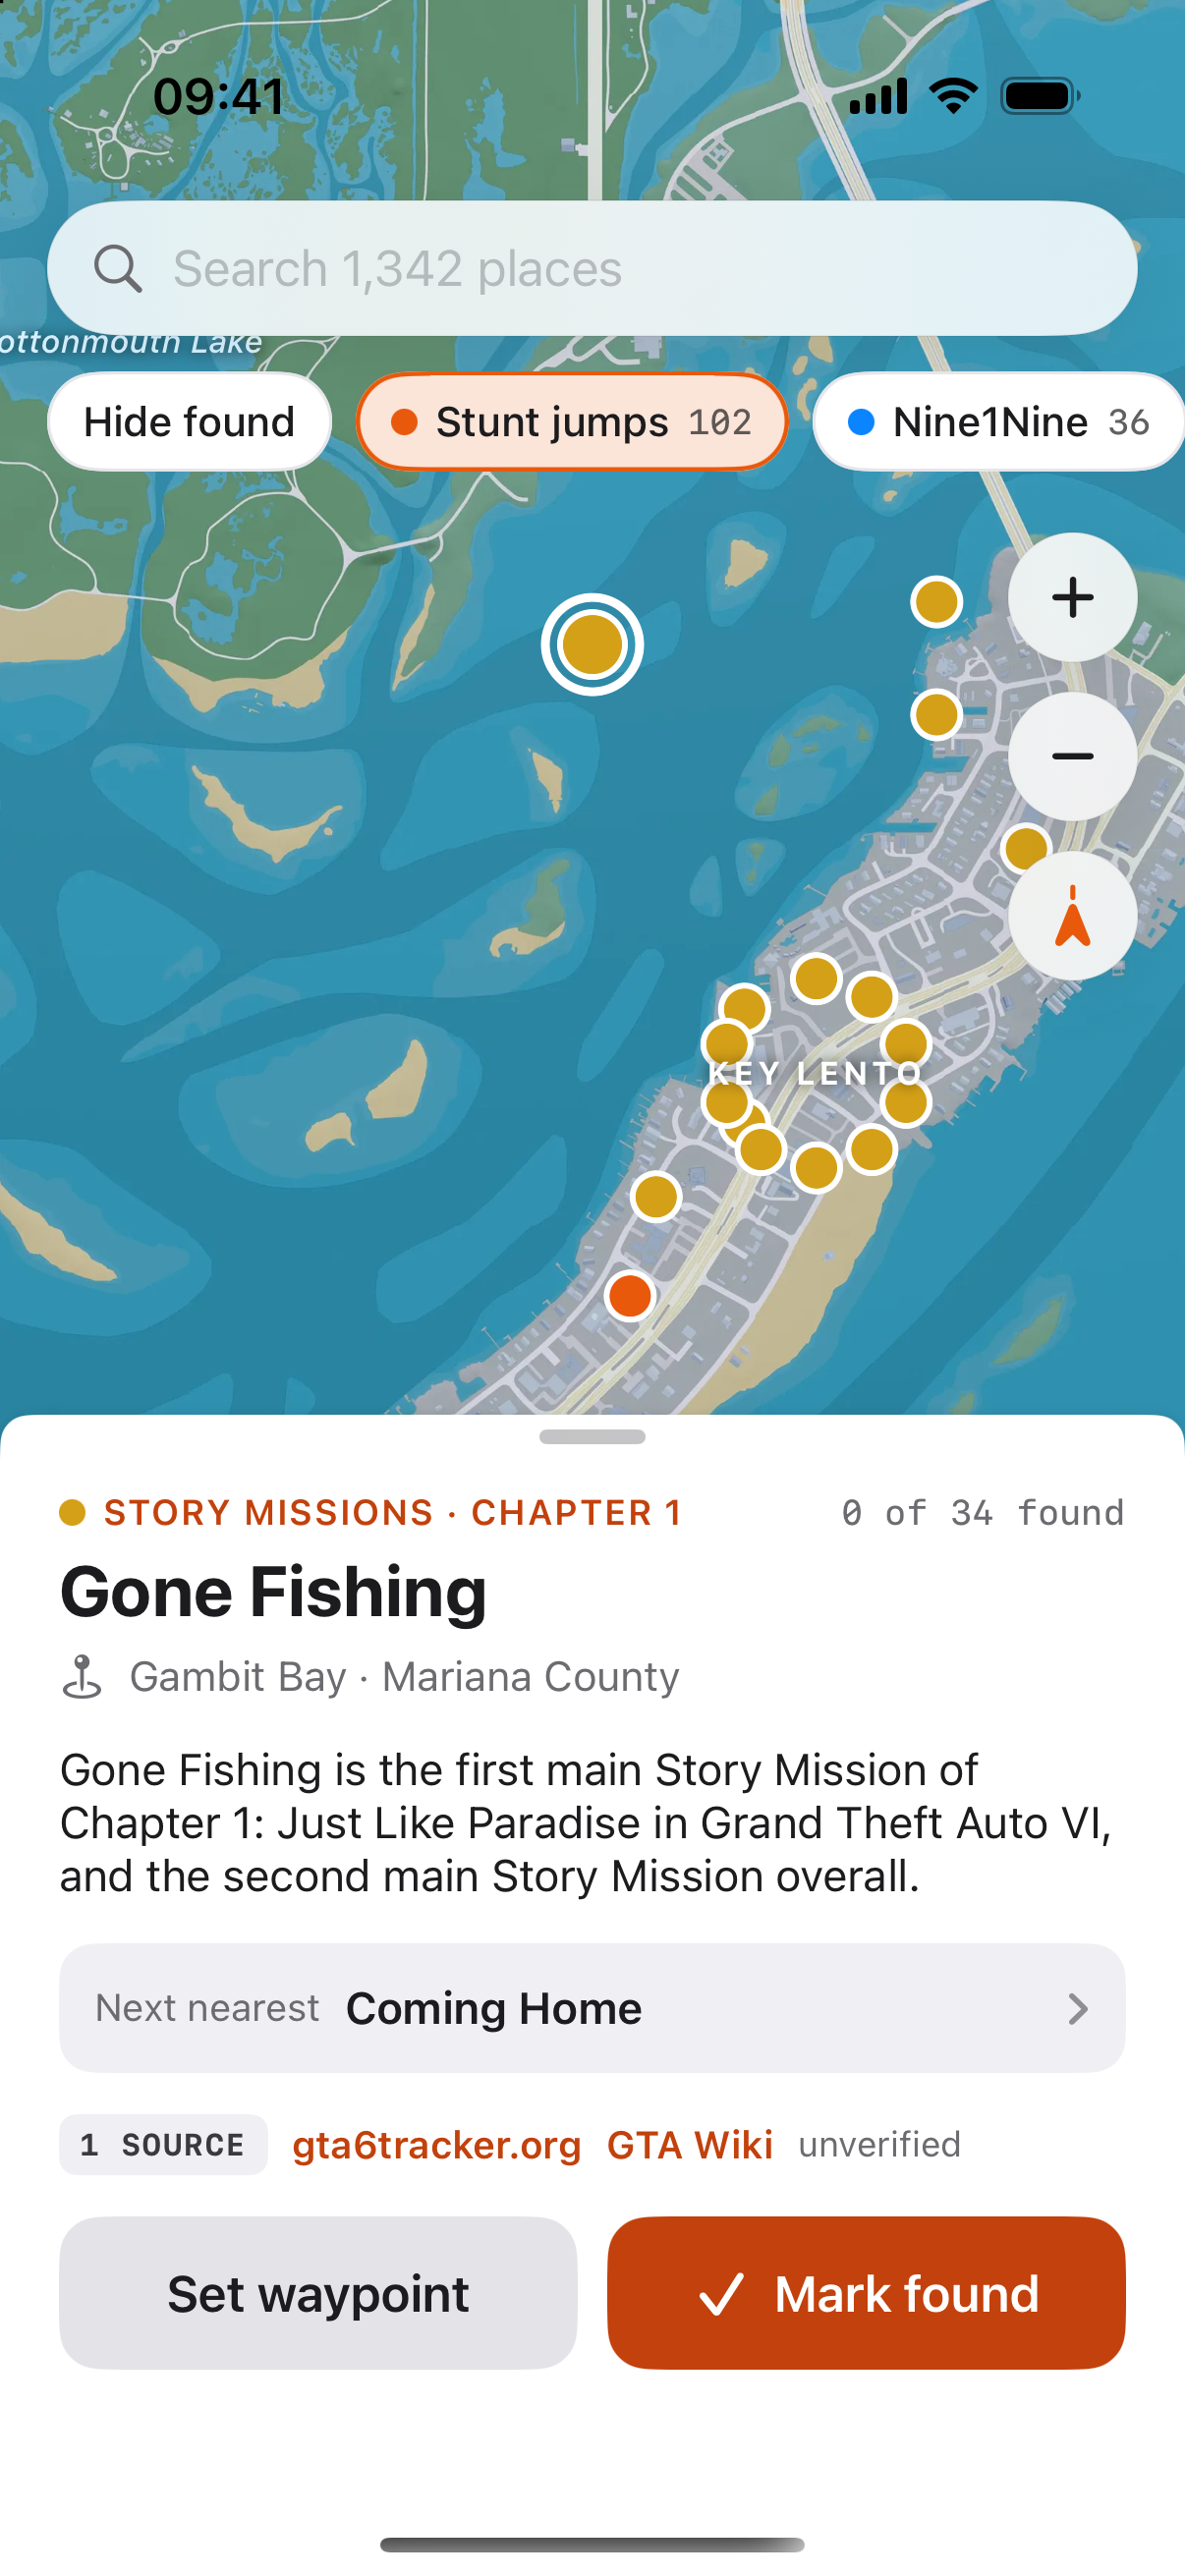 09:41
Search 1,342 places
ottonmouth Lake
Hide found
Stunt jumps 102
Nine1Nine 36
KEY LENTO
STORY MISSIONS · CHAPTER 1
0 of 34 found
Gone Fishing
Gambit Bay · Mariana County
Gone Fishing is the first main Story Mission of
Chapter 1: Just Like Paradise in Grand Theft Auto VI,
and the second main Story Mission overall.
Next nearest Coming Home
1 SOURCE gta6tracker.org GTA Wiki unverified
Set waypoint
Mark found